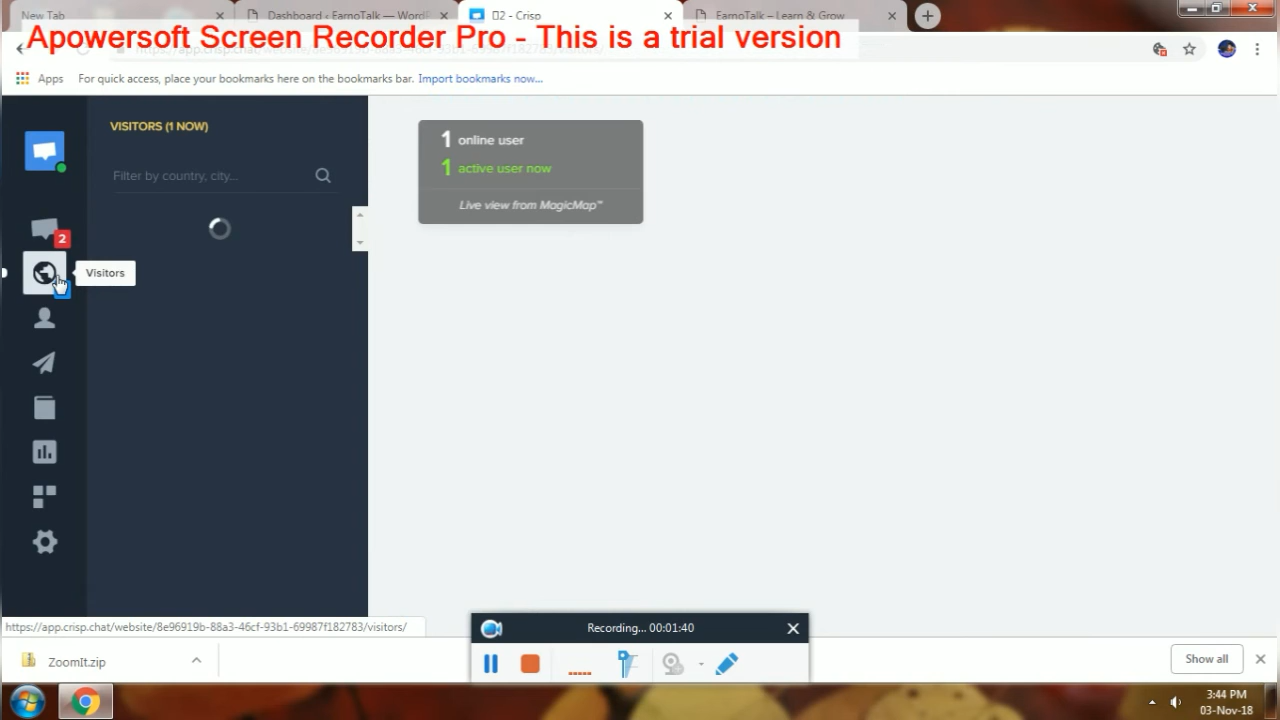 New Tab
Dashboard ‹ EarnoTalk — WordP
2 - Crisp
EarnoTalk – Learn & Grow
Apowersoft Screen Recorder Pro - This is a trial version
Apps
For quick access, place your bookmarks here on the bookmarks bar.
Import bookmarks now...
VISITORS (1 NOW)
Filter by country, city...
1 online user
1 active user now
Live view from MagicMap™
2
Visitors
https://app.crisp.chat/website/8e96919b-88a3-46cf-93b1-69987f182783/visitors/
Recording... 00:01:40
ZoomIt.zip
Show all
3:44 PM
03-Nov-18